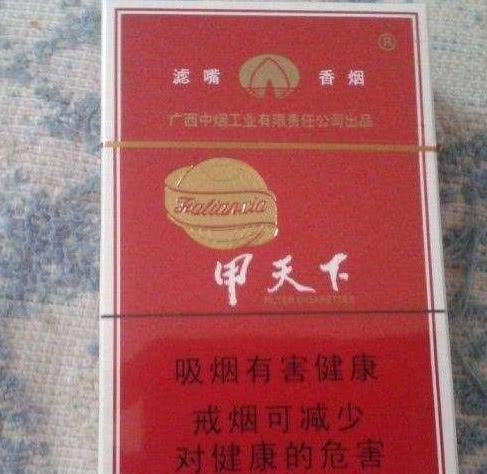 ®
滤嘴 香烟
广西中烟工业有限责任公司出品
Jiatianxia
甲天下
FILTER CIGARETTES
吸烟有害健康
戒烟可减少
对健康的危害